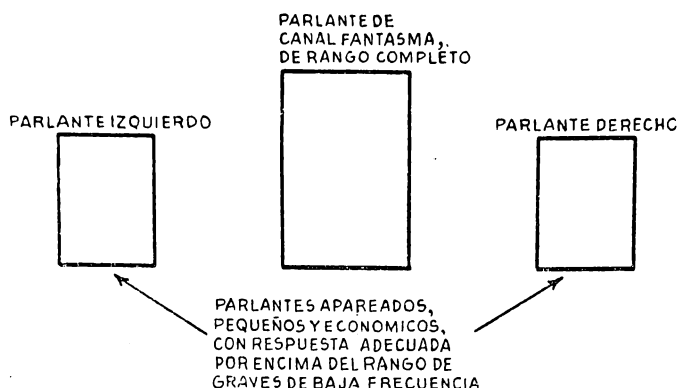 PARLANTE DE
CANAL FANTASMA,
DE RANGO COMPLETO
PARLANTE IZQUIERDO
PARLANTE DERECHO
PARLANTES APAREADOS,
PEQUEÑOS Y ECONOMICOS,
CON RESPUESTA ADECUADA
POR ENCIMA DEL RANGO DE
GRAVES DE BAJA FRECUENCIA